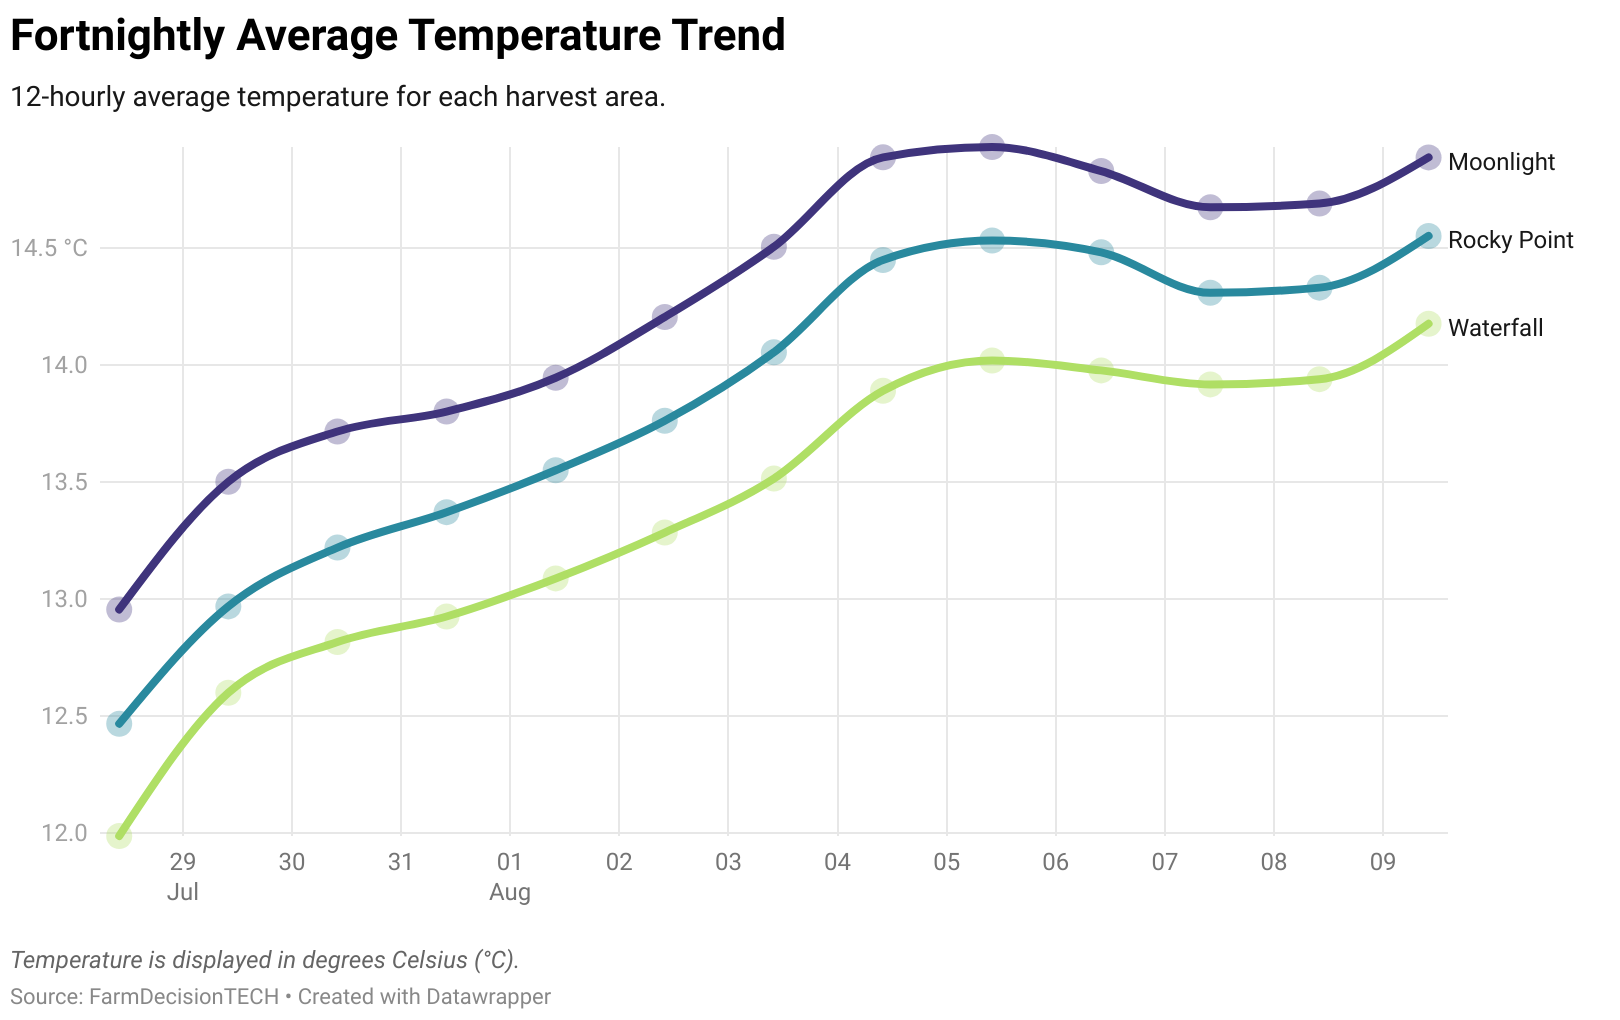 Fortnightly Average Temperature Trend
12-hourly average temperature for each harvest area.
Moonlight
14.5 °C
Rocky Point
Waterfall
14.0
13.5
13.0
12.5
12.0
29 30 31 01 02 03 04 05 06 07 08 09
Jul Aug
Temperature is displayed in degrees Celsius (°C).
Source: FarmDecisionTECH • Created with Datawrapper